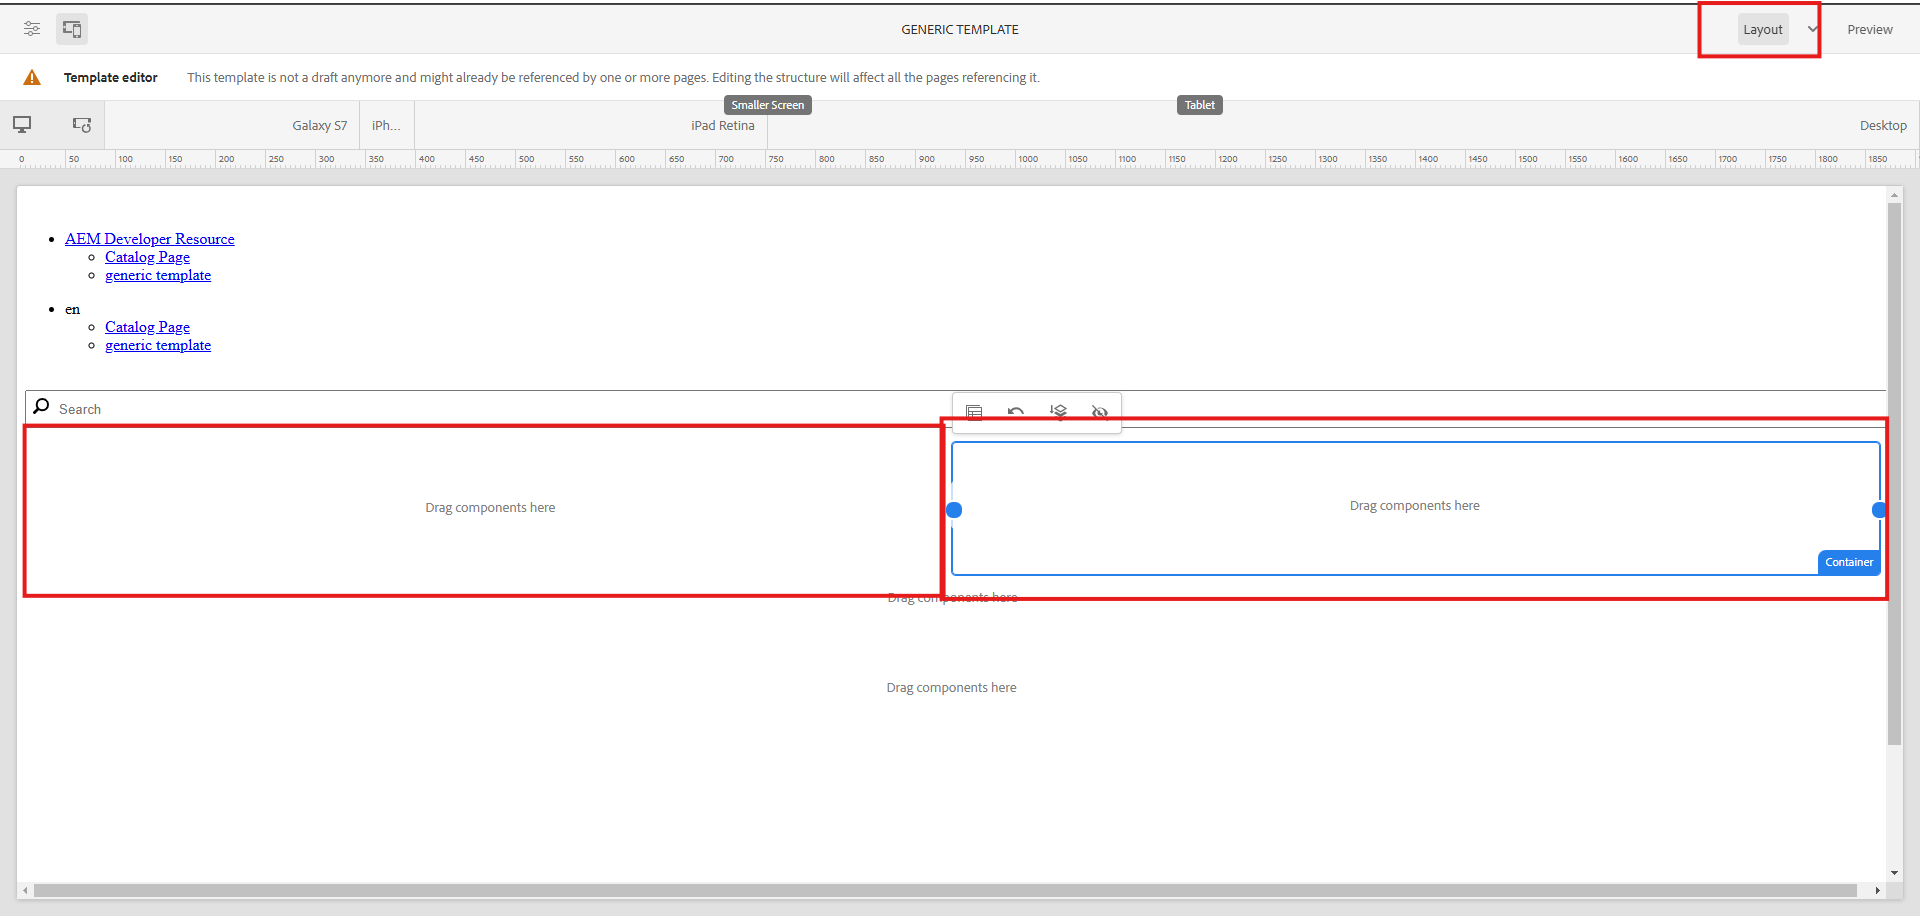 GENERIC TEMPLATE
Layout
Preview
Template editor This template is not a draft anymore and might already be referenced by one or more pages. Editing the structure will affect all the pages referencing it.
Smaller Screen Tablet
Galaxy S7 iPh... iPad Retina Desktop
0 50 100 150 200 250 300 350 400 450 500 550 600 650 700 750 800 850 900 950 1000 1050 1100 1150 1200 1250 1300 1350 1400 1450 1500 1550 1600 1650 1700 1750 1800 1850
AEM Developer Resource
Catalog Page
generic template
en
Catalog Page
generic template
Search
Drag components here
Drag components here
Container
Drag components here
Drag components here